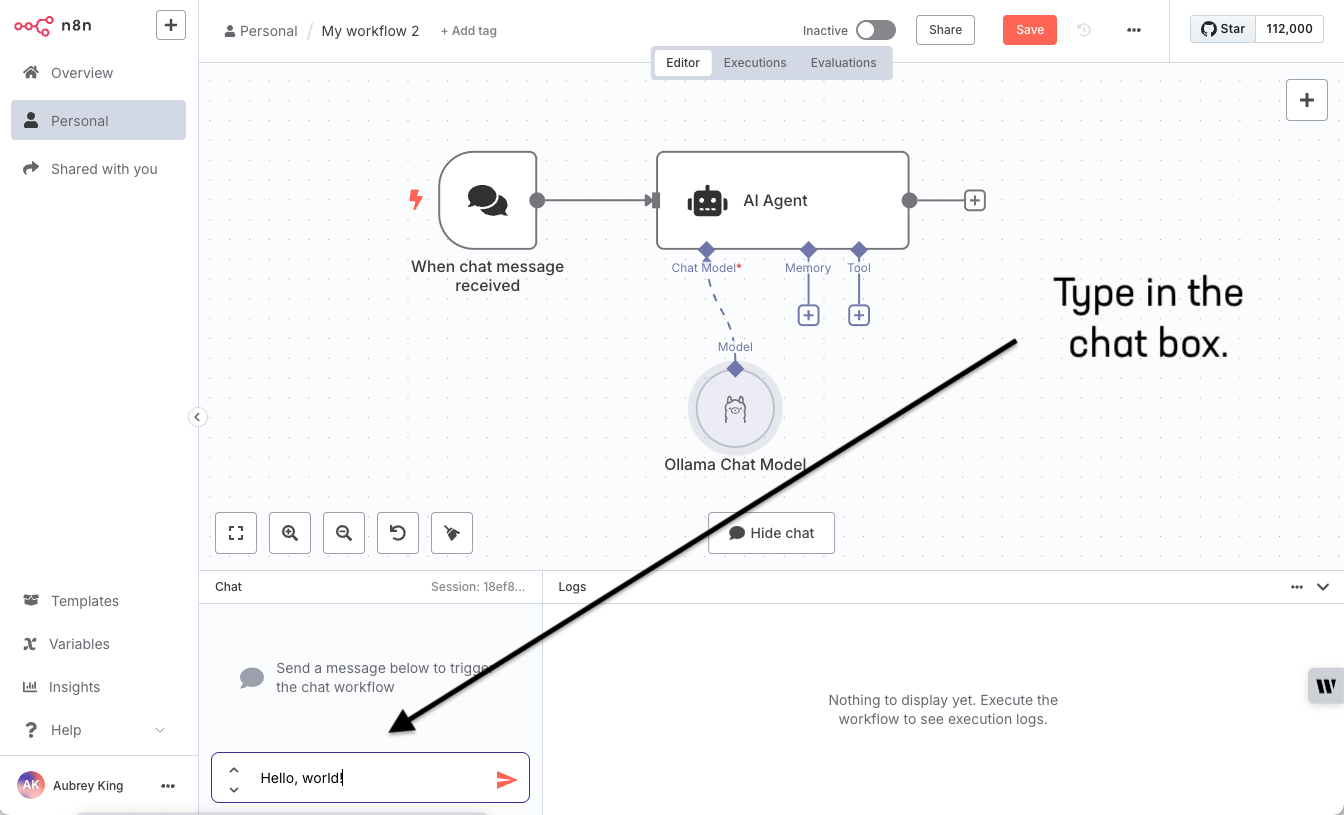 n8n
Personal / My workflow 2 + Add tag
Inactive
Share
Save
Star 112,000
Editor Executions Evaluations
Overview
Personal
Shared with you
AI Agent
When chat message
received
Chat Model*
Memory
Tool
Model
Ollama Chat Model
Type in the
chat box.
Hide chat
Templates
Variables
Insights
Help
AK Aubrey King
Chat
Session: 18ef8...
Send a message below to trigger
the chat workflow
Hello, world!
Logs
Nothing to display yet. Execute the
workflow to see execution logs.
W